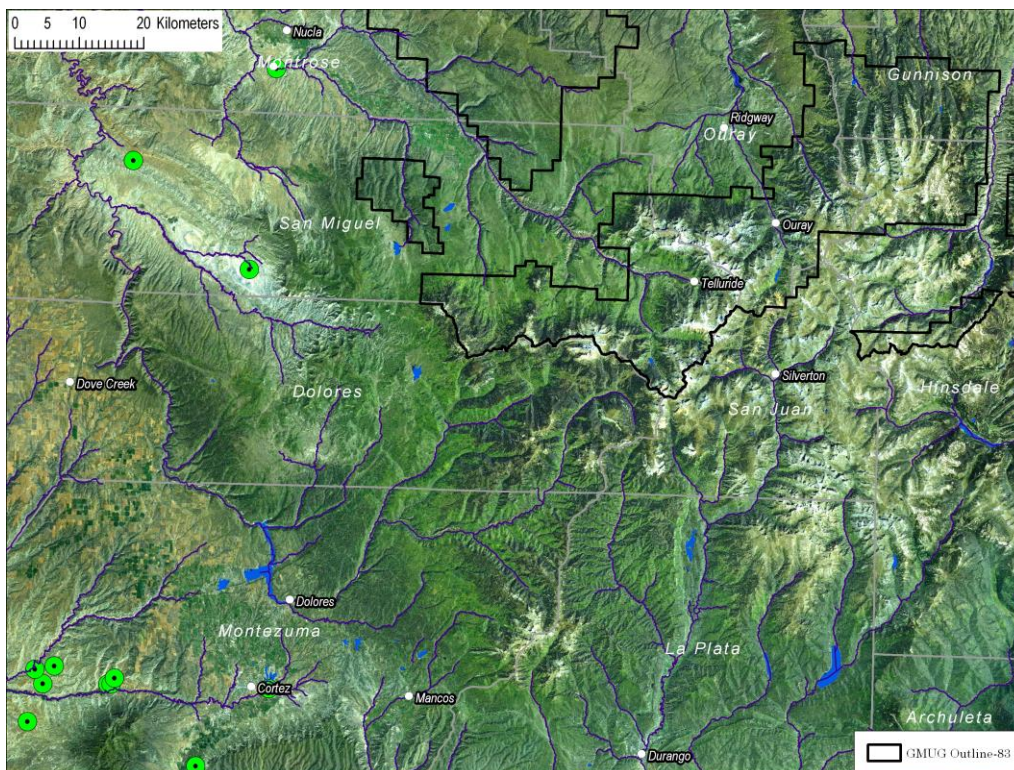 0 5 10 20 Kilometers
Nucla
Montrose
Gunnison
Ridgway
Ouray
San Miguel
Ouray
Telluride
Dove Creek
Dolores
Silverton
San Juan
Hinsdale
Dolores
Montezuma
La Plata
Cortez
Mancos
Archuleta
Durango
GMUG Outline-83